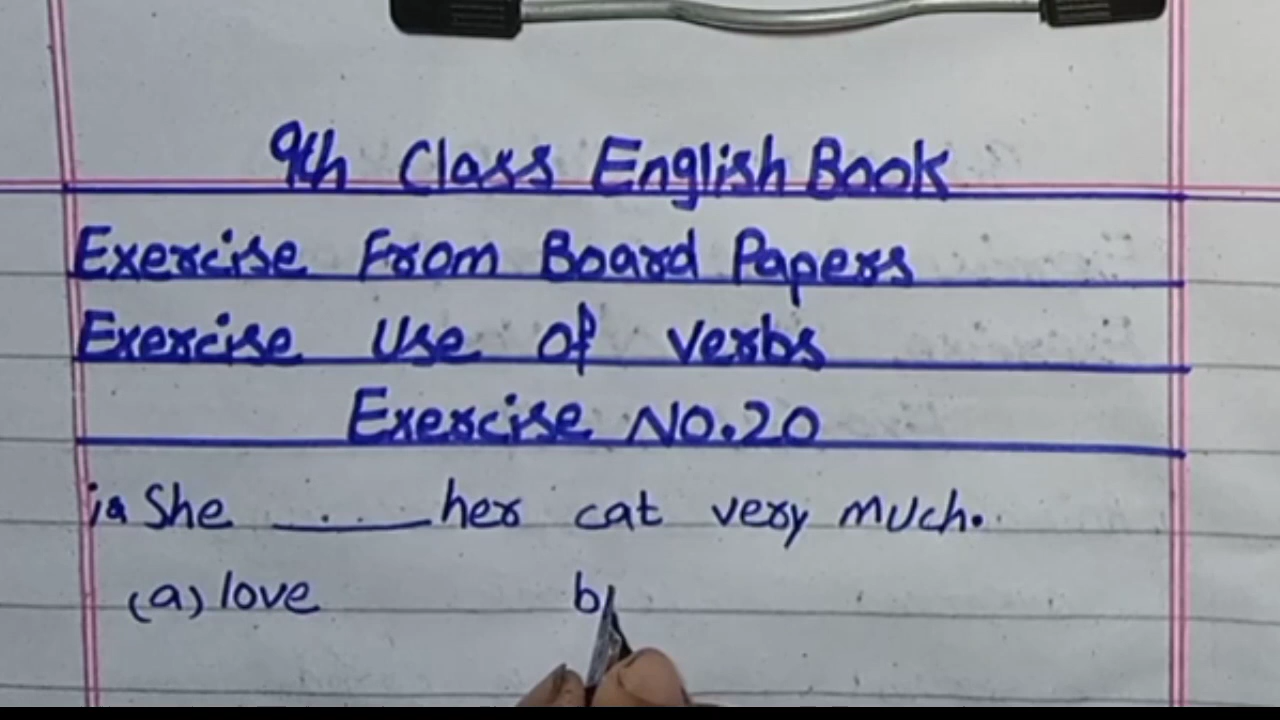 9th Class English Book
Exercise From Board Papers
Exercise Use of verbs
Exercise No.20
i. She ______ her cat very much.
(a) love b)